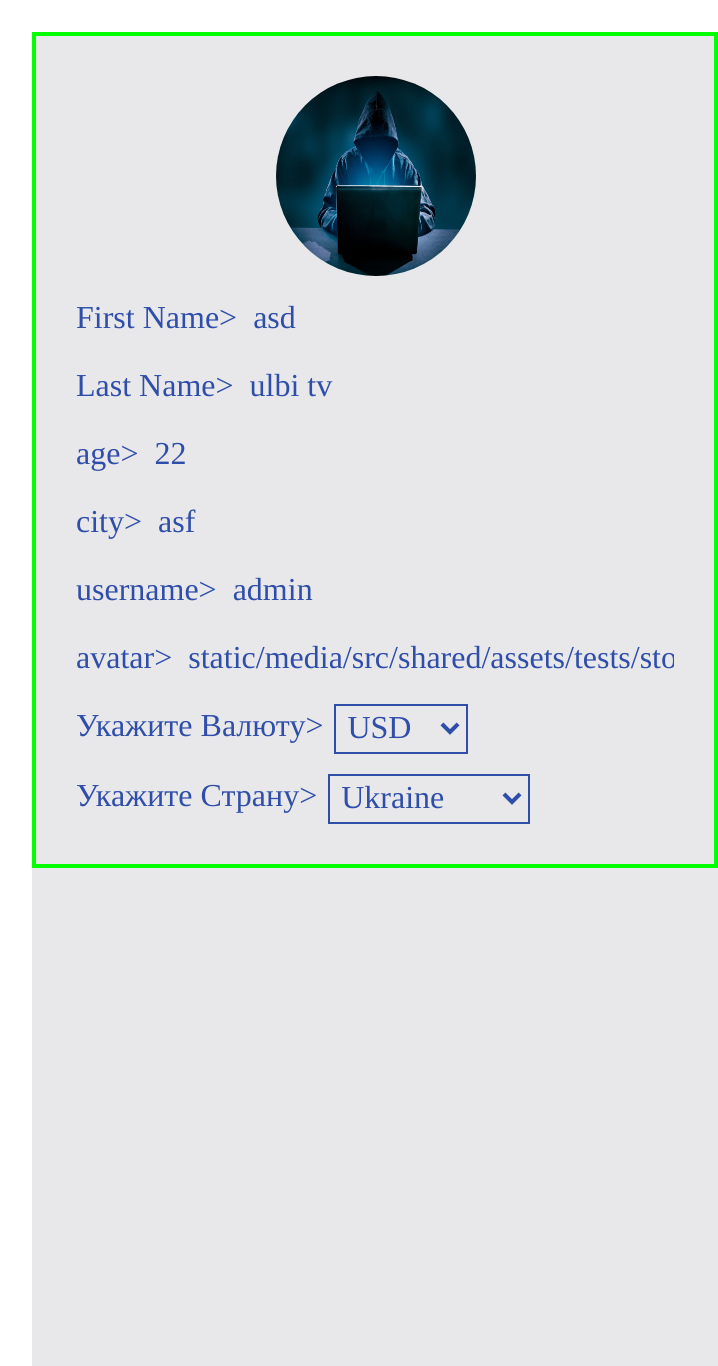 First Name> asd
Last Name> ulbi tv
age> 22
city> asf
username> admin
avatar> static/media/src/shared/assets/tests/sto
Укажите Валюту> USD
Укажите Страну> Ukraine